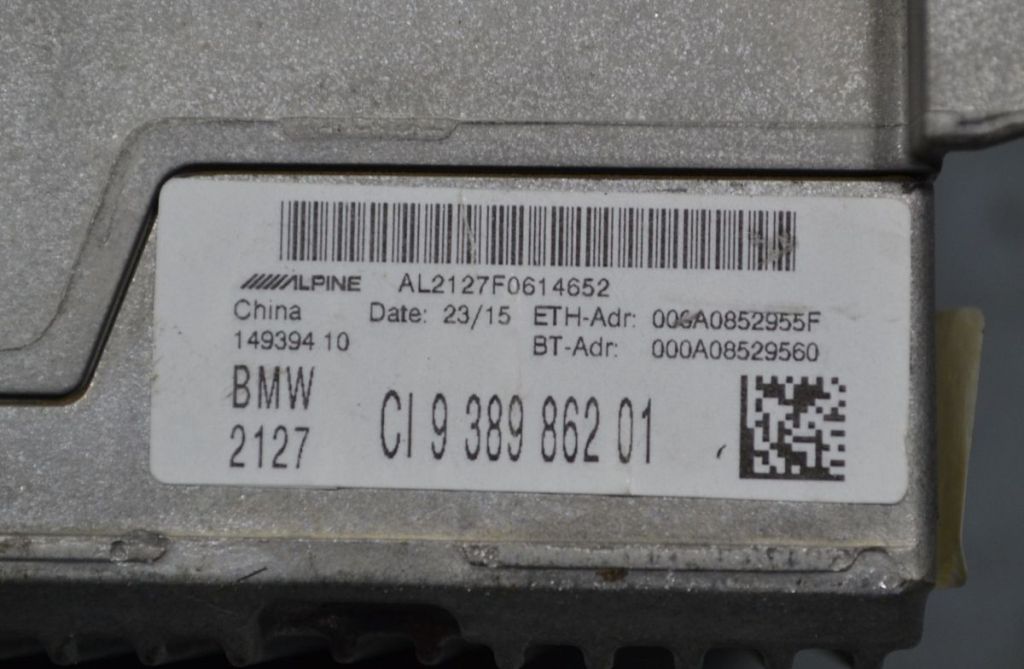 ALPINE AL2127F0614652
China Date: 23/15 ETH-Adr: 000A0852955F
149394 10 BT-Adr: 000A08529560
BMW
2127 CI 9 389 862 01